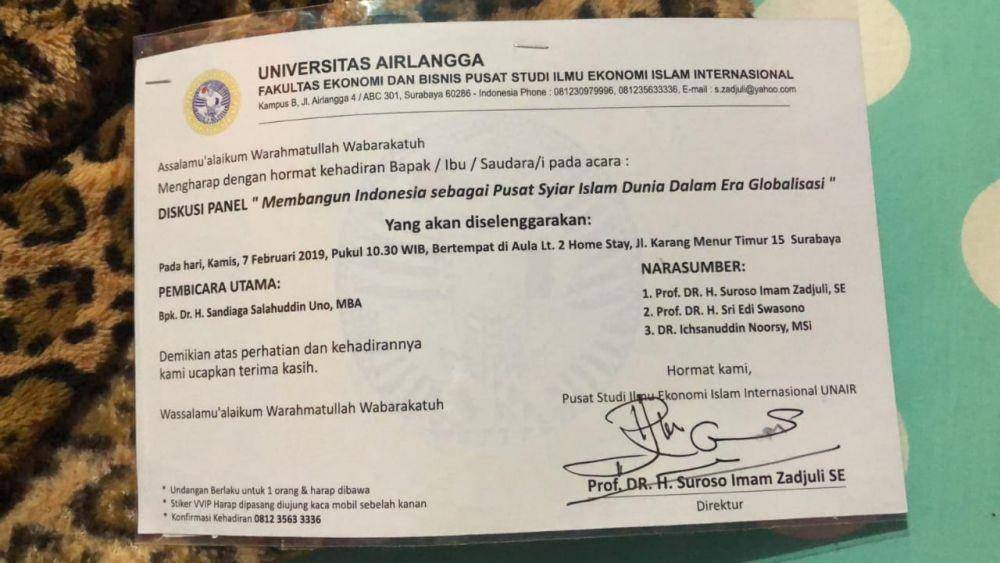 UNIVERSITAS AIRLANGGA
FAKULTAS EKONOMI DAN BISNIS PUSAT STUDI ILMU EKONOMI ISLAM INTERNASIONAL
Kampus B, Jl. Airlangga 4 / ABC 301, Surabaya 60286 - Indonesia Phone : 081230979996, 081235633336, E-mail : s.zadjuli@yahoo.com
Assalamu'alaikum Warahmatullah Wabarakatuh
Mengharap dengan hormat kehadiran Bapak / Ibu / Saudara/i pada acara :
DISKUSI PANEL " Membangun Indonesia sebagai Pusat Syiar Islam Dunia Dalam Era Globalisasi "
Yang akan diselenggarakan:
Pada hari, Kamis, 7 Februari 2019, Pukul 10.30 WIB, Bertempat di Aula Lt. 2 Home Stay, Jl. Karang Menur Timur 15 Surabaya
PEMBICARA UTAMA:
Bpk. Dr. H. Sandiaga Salahuddin Uno, MBA
NARASUMBER:
1. Prof. DR. H. Suroso Imam Zadjuli, SE
2. Prof. DR. H. Sri Edi Swasono
3. DR. Ichsanuddin Noorsy, MSi
Demikian atas perhatian dan kehadirannya
kami ucapkan terima kasih.
Wassalamu'alaikum Warahmatullah Wabarakatuh
Hormat kami,
Pusat Studi Ilmu Ekonomi Islam Internasional UNAIR
Prof. DR. H. Suroso Imam Zadjuli SE
Direktur
* Undangan Berlaku untuk 1 orang & harap dibawa
* Stiker VVIP Harap dipasang diujung kaca mobil sebelah kanan
* Konfirmasi Kehadiran 0812 3563 3336